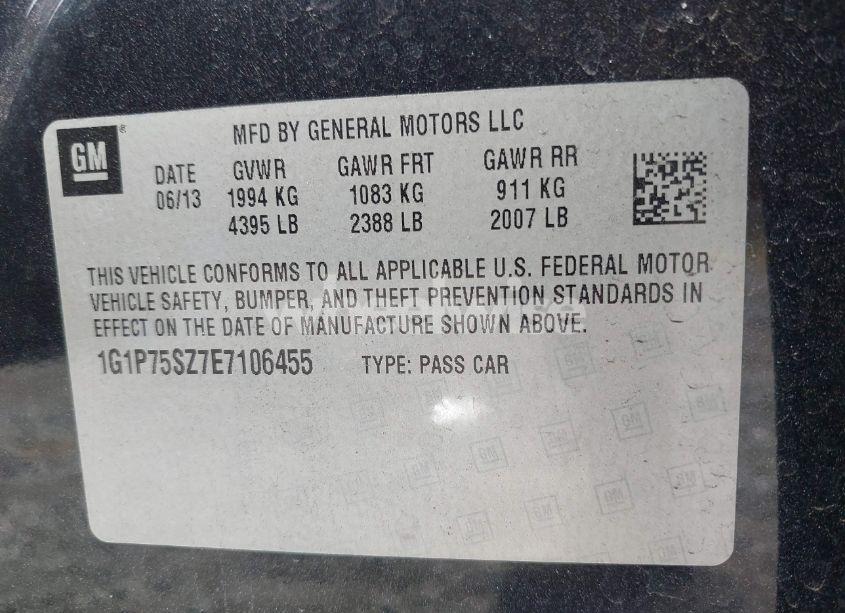 GM
MFD BY GENERAL MOTORS LLC
DATE GVWR GAWR FRT GAWR RR
06/13 1994 KG 1083 KG 911 KG
4395 LB 2388 LB 2007 LB
THIS VEHICLE CONFORMS TO ALL APPLICABLE U.S. FEDERAL MOTOR
VEHICLE SAFETY, BUMPER, AND THEFT PREVENTION STANDARDS IN
EFFECT ON THE DATE OF MANUFACTURE SHOWN ABOVE.
1G1P75SZ7E7106455 TYPE: PASS CAR